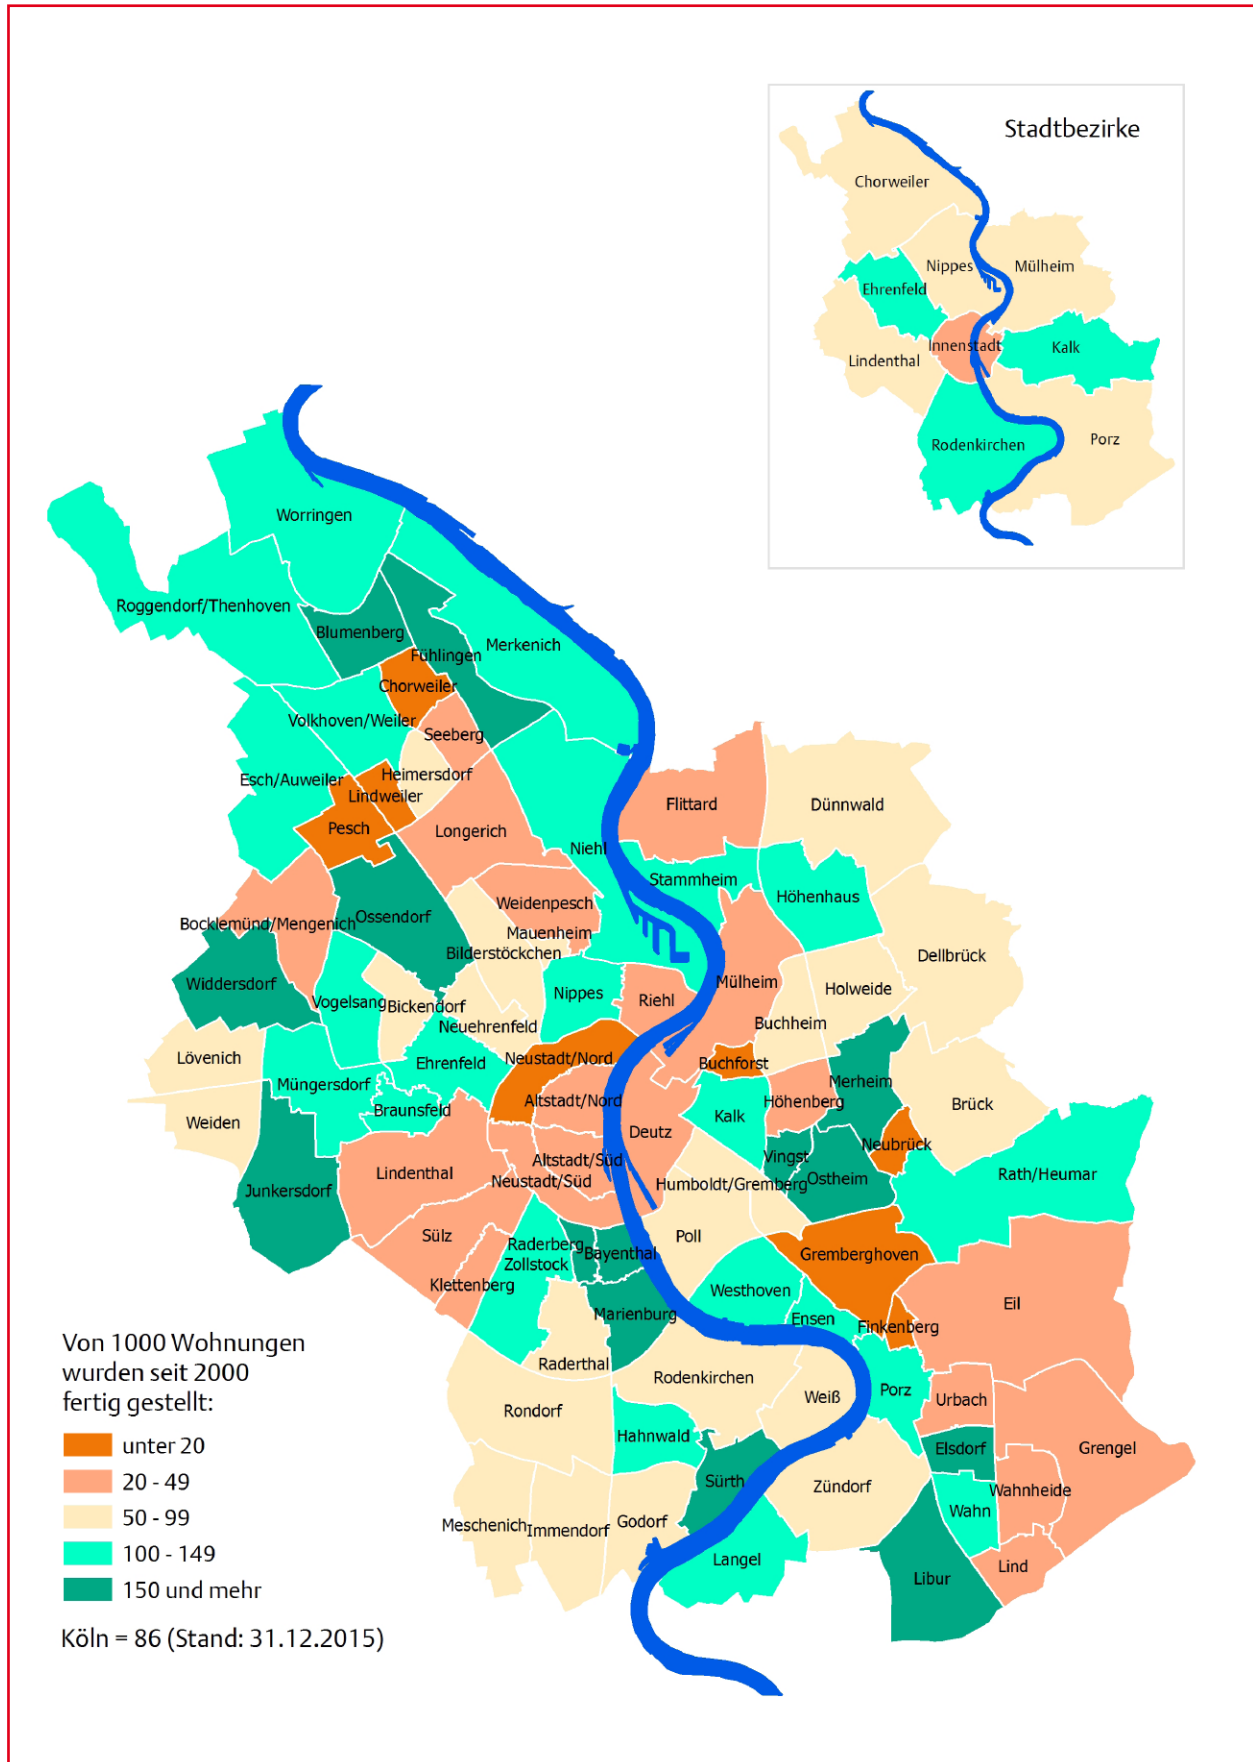 Stadtbezirke
Chorweiler
Nippes
Mülheim
Ehrenfeld
Innenstadt
Kalk
Lindenthal
Rodenkirchen
Porz
Worringen
Roggendorf/Thenhoven
Blumenberg
Fühlingen
Merkenich
Chorweiler
Volkhoven/Weiler
Seeberg
Heimersdorf
Esch/Auweiler
Lindweiler
Pesch
Longerich
Flittard
Dünnwald
Niehl
Stammheim
Höhenhaus
Weidenpesch
Ossendorf
Bocklemünd/Mengenich
Mauenheim
Bilderstöckchen
Dellbrück
Widdersdorf
Mülheim
Holweide
Nippes
Riehl
Vogelsang
Bickendorf
Buchheim
Neuehrenfeld
Lövenich
Neustadt/Nord
Ehrenfeld
Buchforst
Müngersdorf
Merheim
Höhenberg
Altstadt/Nord
Braunsfeld
Brück
Kalk
Weiden
Deutz
Neubrück
Vingst
Altstadt/Süd
Lindenthal
Rath/Heumar
Neustadt/Süd
Ostheim
Humboldt/Gremberg
Junkersdorf
Sülz
Poll
Raderberg
Bayenthal
Gremberghoven
Zollstock
Klettenberg
Westhoven
Eil
Marienburg
Ensen
Finkenberg
Raderthal
Rodenkirchen
Porz
Weiß
Urbach
Rondorf
Hahnwald
Elsdorf
Grengel
Sürth
Zündorf
Wahnheide
Wahn
Godorf
Meschenich
Immendorf
Langel
Lind
Libur
Von 1000 Wohnungen
wurden seit 2000
fertig gestellt:
unter 20
20 - 49
50 - 99
100 - 149
150 und mehr
Köln = 86 (Stand: 31.12.2015)